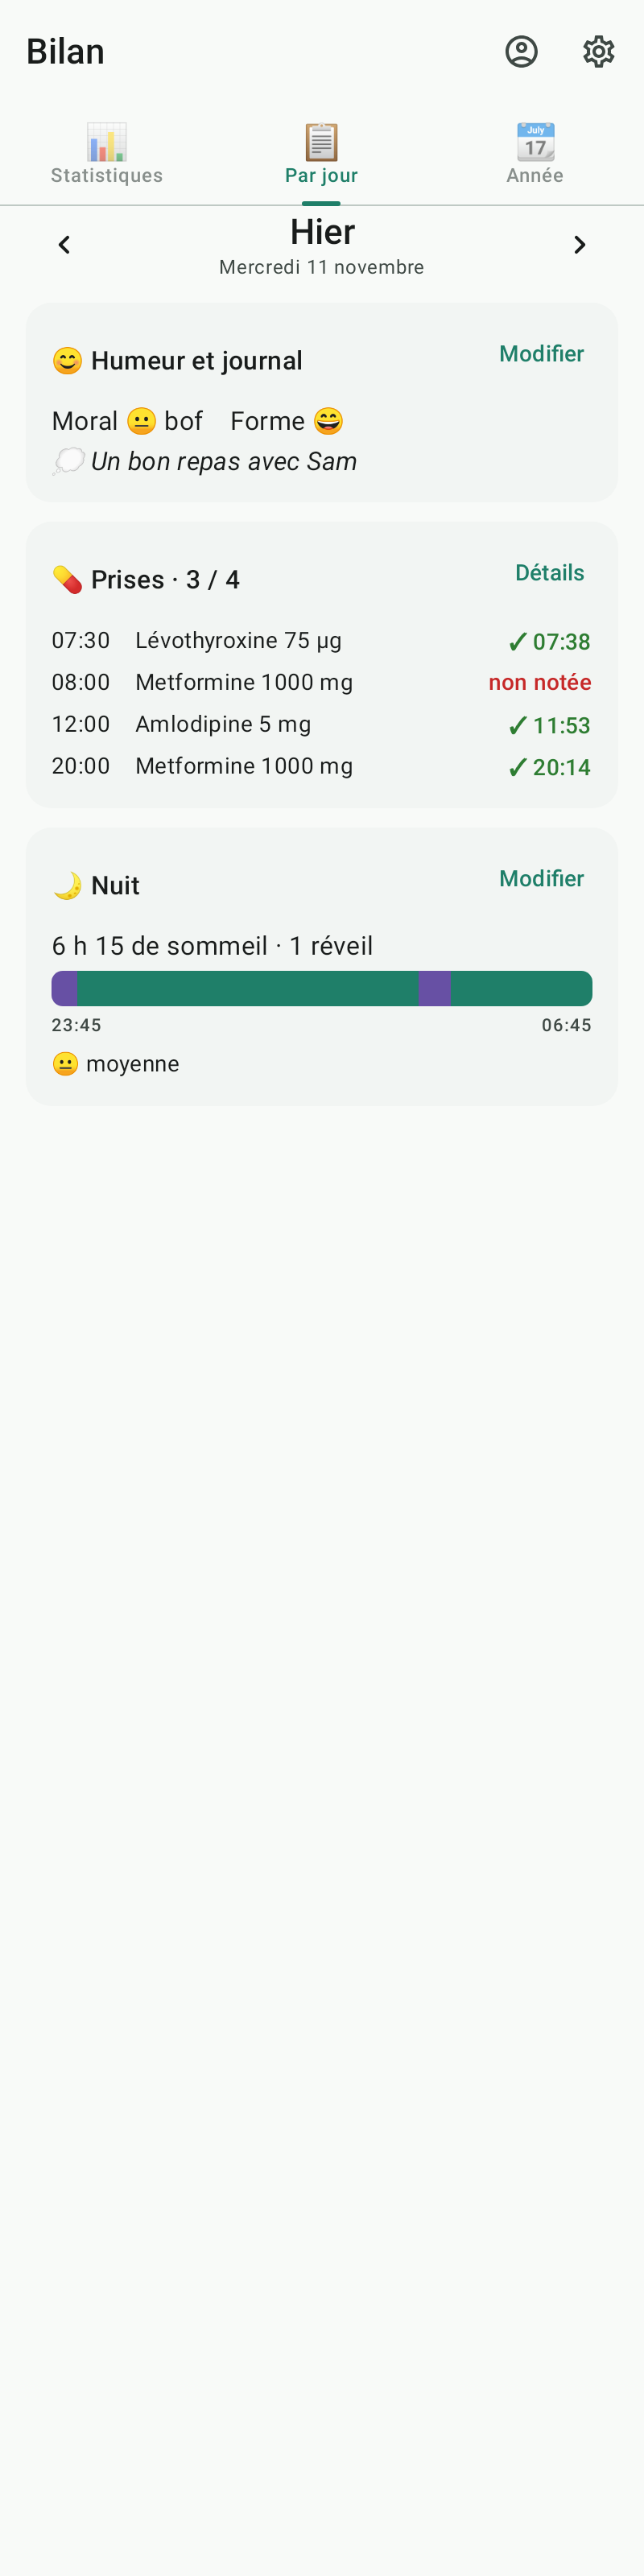 Bilan
Statistiques
Par jour
July
17
Année
Hier
Mercredi 11 novembre
Humeur et journal
Modifier
Moral 😐 bof Forme 😄
Un bon repas avec Sam
Prises · 3 / 4
Détails
07:30 Lévothyroxine 75 µg ✓ 07:38
08:00 Metformine 1000 mg non notée
12:00 Amlodipine 5 mg ✓ 11:53
20:00 Metformine 1000 mg ✓ 20:14
Nuit
Modifier
6 h 15 de sommeil · 1 réveil
23:45 06:45
moyenne